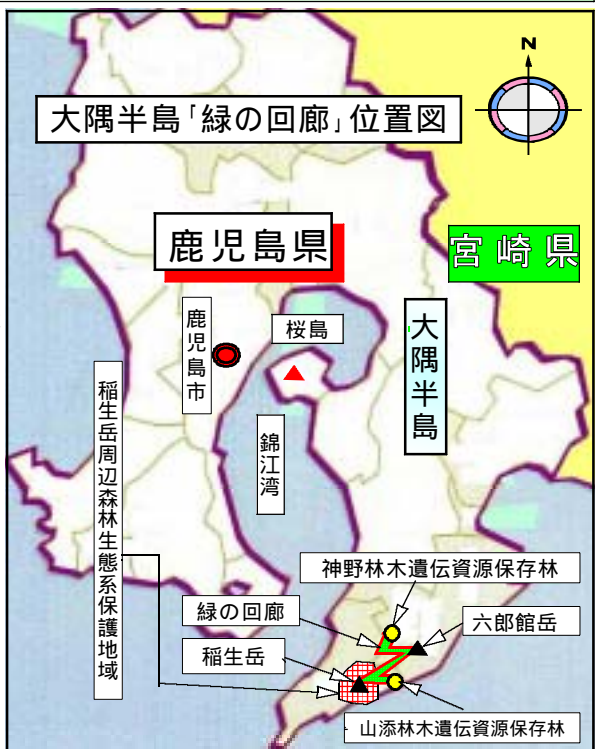 N
大隅半島「緑の回廊」位置図
鹿児島県
宮崎県
鹿児島市
桜島
大隅半島
錦江湾
稲生岳周辺森林生態系保護地域
神野林木遺伝資源保存林
緑の回廊
六郎館岳
稲生岳
山添林木遺伝資源保存林